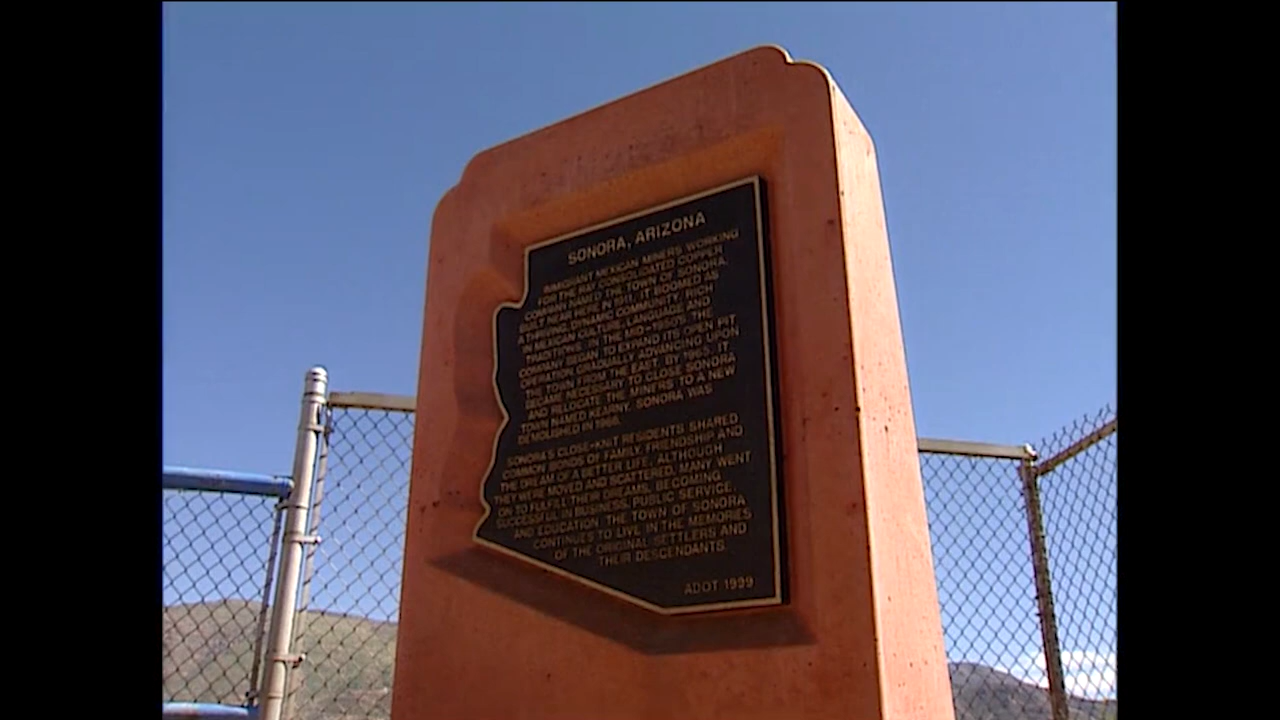 SONORA, ARIZONA
IMMIGRANT MEXICAN MINERS WORKING
FOR THE RAY CONSOLIDATED COPPER
COMPANY NAMED THE TOWN OF SONORA,
BUILT NEAR HERE IN 1911. IT BOOMED AS
A THRIVING, DYNAMIC COMMUNITY, RICH
IN MEXICAN CULTURE, LANGUAGE AND
TRADITIONS. IN THE MID-1950'S THE
COMPANY BEGAN TO EXPAND ITS OPEN PIT
OPERATION, GRADUALLY ADVANCING UPON
THE TOWN FROM THE EAST. BY 1965, IT
BECAME NECESSARY TO CLOSE SONORA
AND RELOCATE THE MINERS TO A NEW
TOWN NAMED KEARNY. SONORA WAS
DEMOLISHED IN 1966.
SONORA'S CLOSE-KNIT RESIDENTS SHARED
COMMON BONDS OF FAMILY, FRIENDSHIP AND
THE DREAM OF A BETTER LIFE. ALTHOUGH
THEY WERE MOVED AND SCATTERED, MANY WENT
ON TO FULFILL THEIR DREAMS, BECOMING
SUCCESSFUL IN BUSINESS, PUBLIC SERVICE,
AND EDUCATION. THE TOWN OF SONORA
CONTINUES TO LIVE IN THE MEMORIES
OF THE ORIGINAL SETTLERS AND
THEIR DESCENDANTS.
ADOT 1999